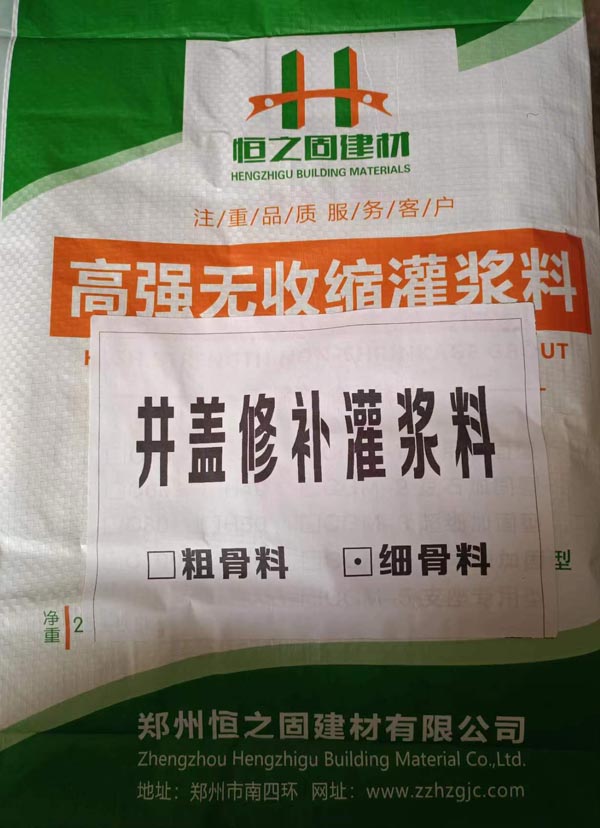 恒之固建材
HENGZHIGU BUILDING MATERIALS
注/重/品/质 服/务/客/户
高强无收缩灌浆料
UT
井盖修补灌浆料
□粗骨料 ⊡细骨料
型
净重 2
郑州恒之固建材有限公司
Zhengzhou Hengzhigu Building Material Co.,Ltd.
地址：郑州市南四环 网址：www.zzhzgjc.com